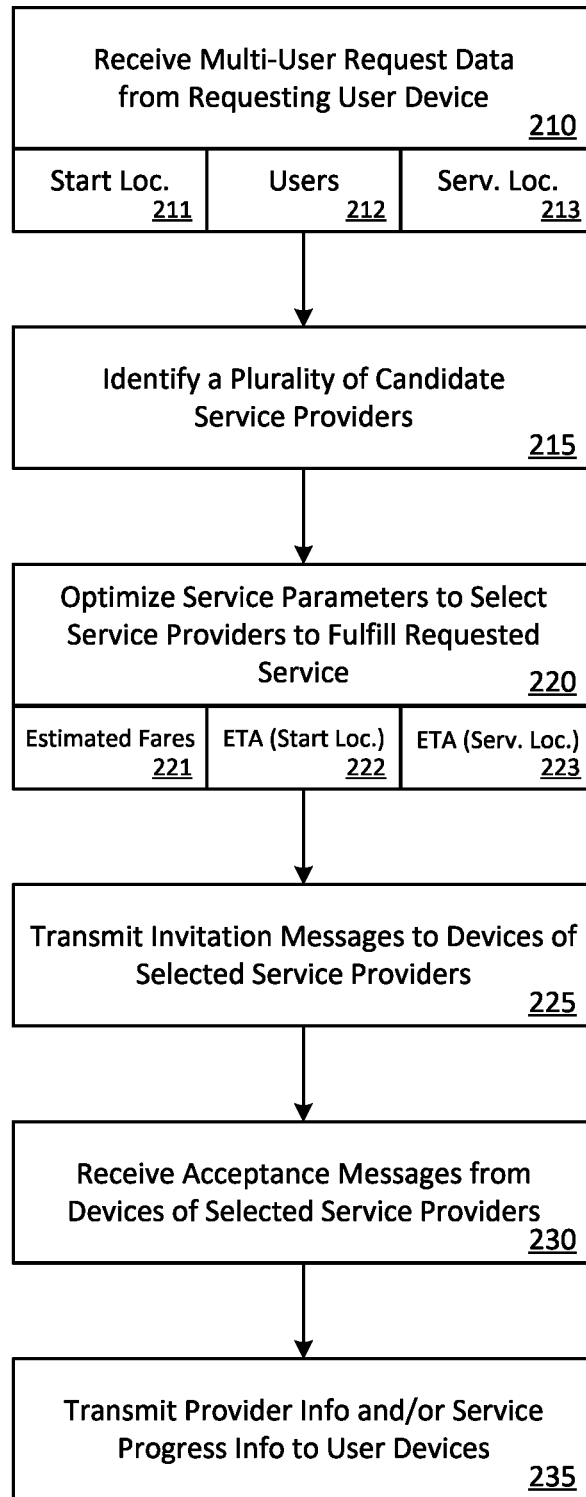 Receive Multi-User Request Data
from Requesting User Device
210
Start Loc.
211
Users
212
Serv. Loc.
213
Identify a Plurality of Candidate
Service Providers
215
Optimize Service Parameters to Select
Service Providers to Fulfill Requested
Service
220
Estimated Fares
221
ETA (Start Loc.)
222
ETA (Serv. Loc.)
223
Transmit Invitation Messages to Devices of
Selected Service Providers
225
Receive Acceptance Messages from
Devices of Selected Service Providers
230
Transmit Provider Info and/or Service
Progress Info to User Devices
235